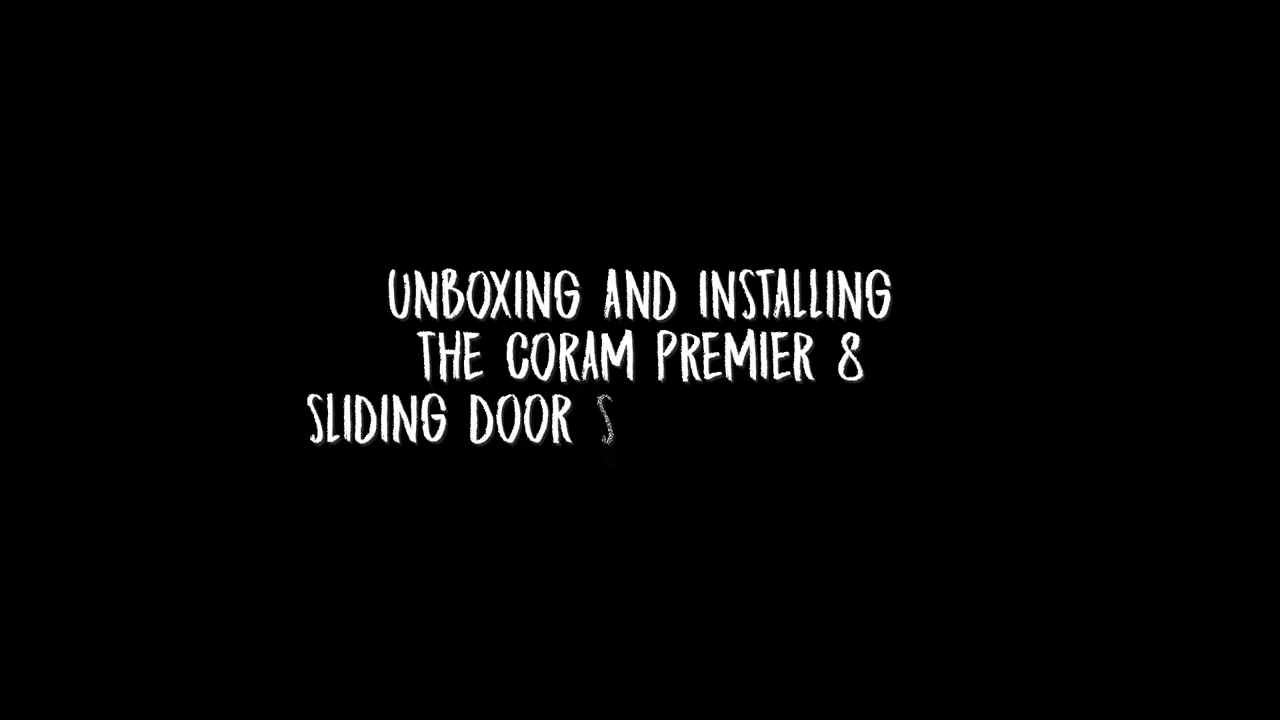 UNBOXING AND INSTALLING
THE CORAM PREMIER 8
SLIDING DOOR S